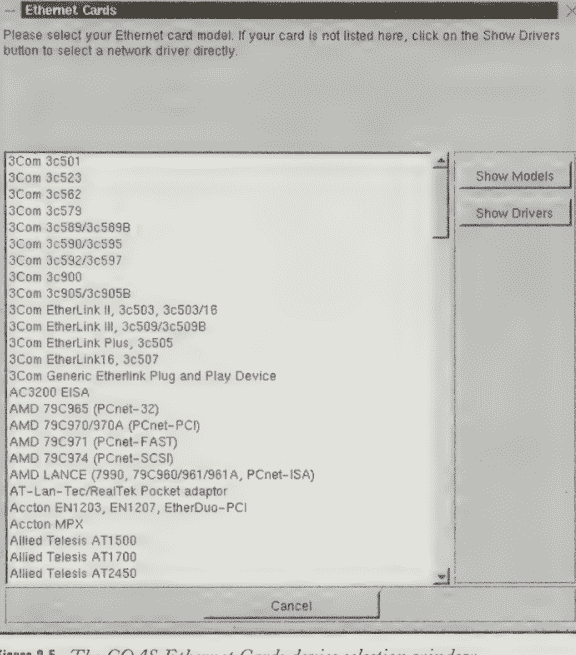 Ethernet Cards
Please select your Ethernet card model. If your card is not listed here, click on the Show Drivers
button to select a network driver directly.
3Com 3c501
3Com 3c523
3Com 3c562
3Com 3c579
3Com 3c589/3c589B
3Com 3c590/3c595
3Com 3c592/3c597
3Com 3c900
3Com 3c905/3c905B
3Com EtherLink II, 3c503, 3c503/16
3Com EtherLink III, 3c509/3c509B
3Com EtherLink Plus, 3c505
3Com EtherLink16, 3c507
3Com Generic Etherlink Plug and Play Device
AC3200 EISA
AMD 79C965 (PCnet-32)
AMD 79C970/970A (PCnet-PCI)
AMD 79C971 (PCnet-FAST)
AMD 79C974 (PCnet-SCSI)
AMD LANCE (7990, 79C960/961/961A, PCnet-ISA)
AT-Lan-Tec/RealTek Pocket adaptor
Accton EN1203, EN1207, EtherDuo-PCI
Accton MPX
Allied Telesis AT1500
Allied Telesis AT1700
Allied Telesis AT2450
Show Models
Show Drivers
Cancel
The COAS Ethernet Cards device selection window